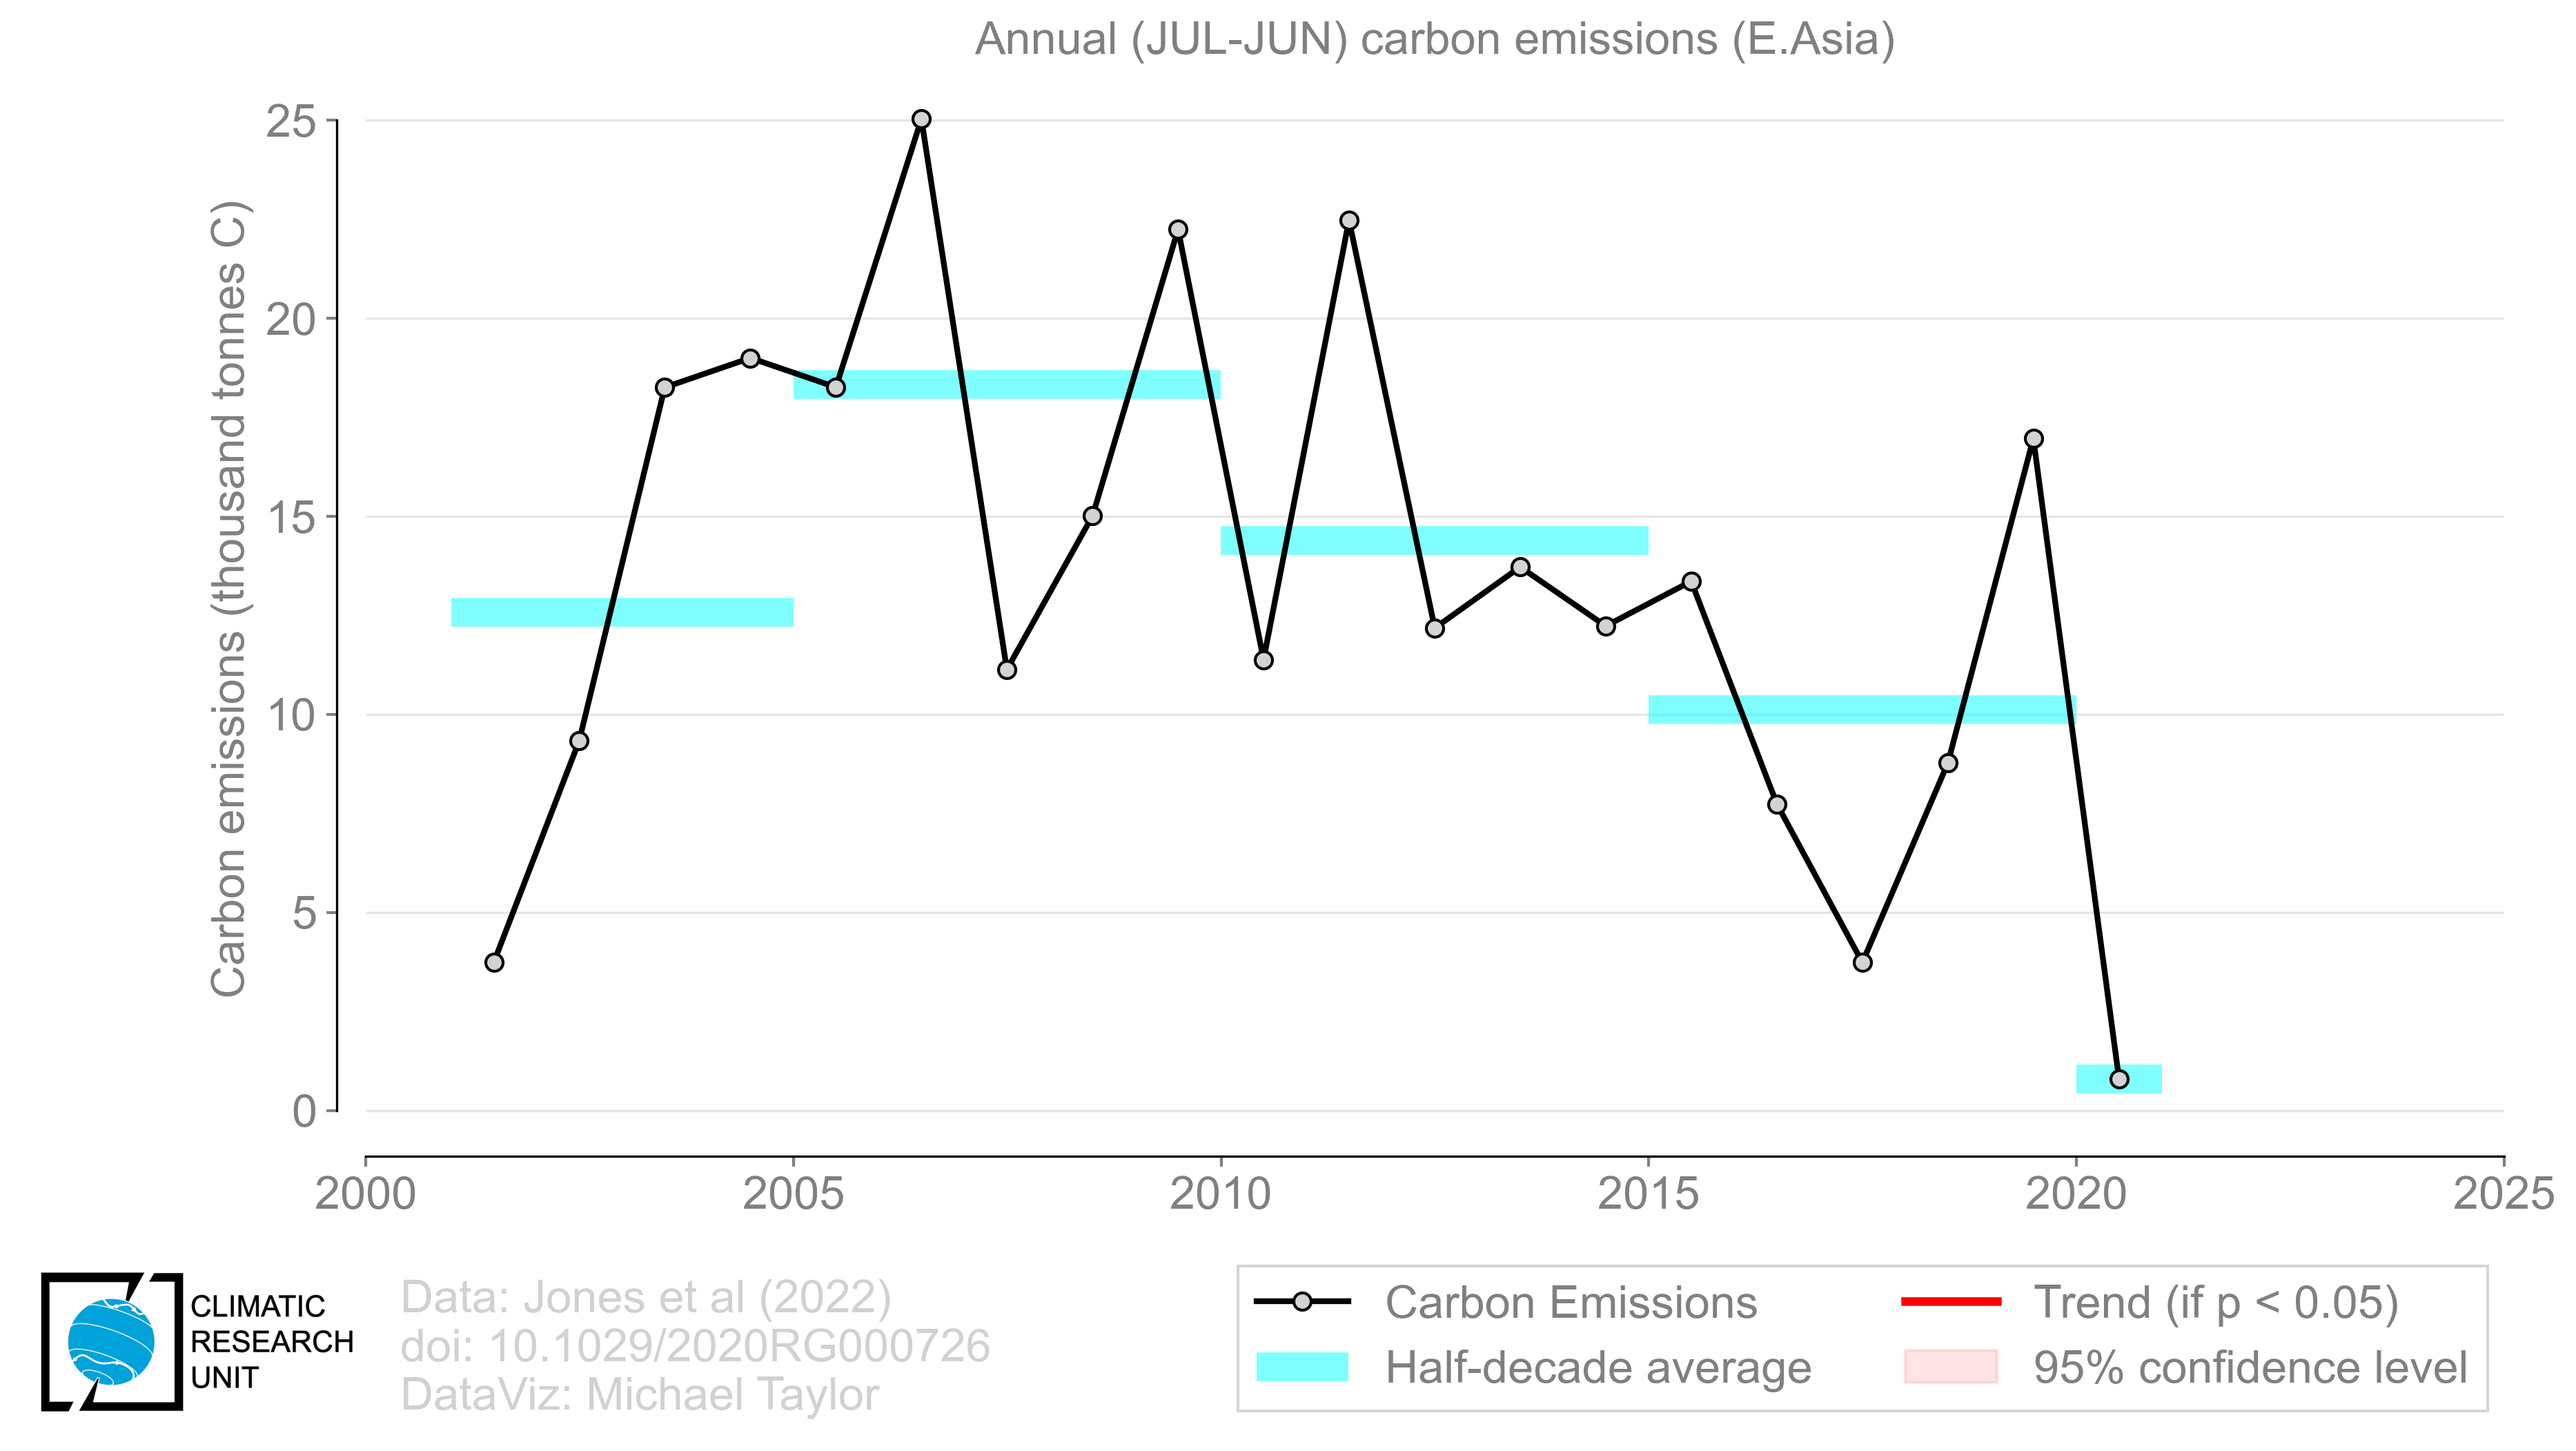 Annual (JUL-JUN) carbon emissions (E.Asia)
Carbon emissions (thousand tonnes C)
25
20
15
10
5
0
2000 2005 2010 2015 2020 2025
CLIMATIC
RESEARCH
UNIT
Data: Jones et al (2022)
doi: 10.1029/2020RG000726
DataViz: Michael Taylor
Carbon Emissions
Half-decade average
Trend (if p < 0.05)
95% confidence level